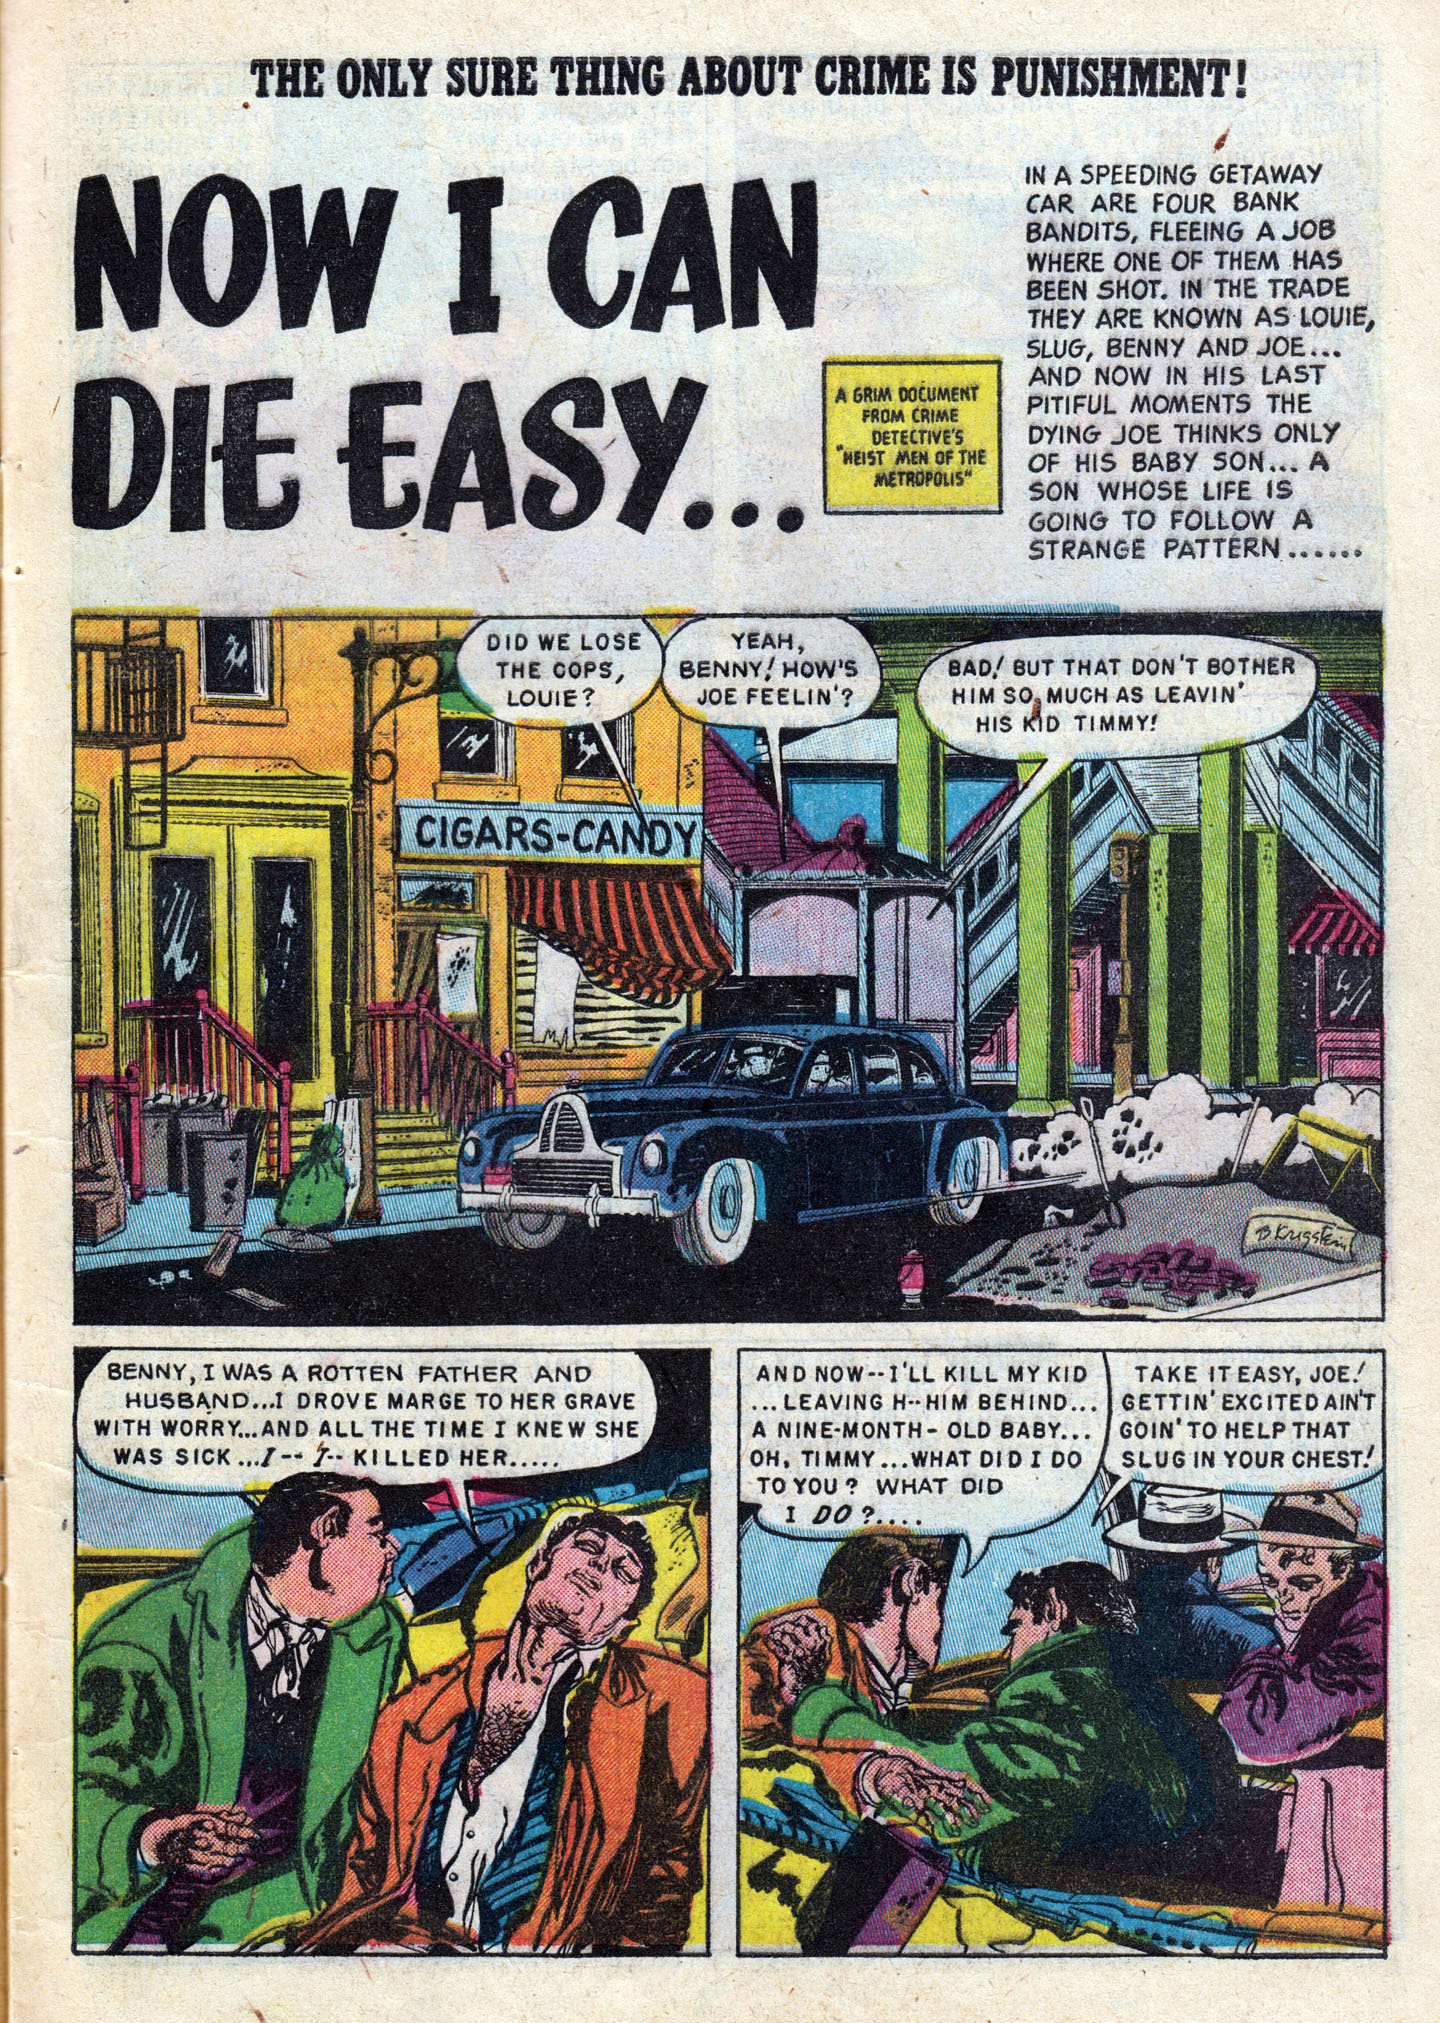 THE ONLY SURE THING ABOUT CRIME IS PUNISHMENT!
NOW I CAN
DIE EASY...
A GRIM DOCUMENT
FROM CRIME
DETECTIVE'S
"HEIST MEN OF THE
METROPOLIS"
IN A SPEEDING GETAWAY
CAR ARE FOUR BANK
BANDITS, FLEEING A JOB
WHERE ONE OF THEM HAS
BEEN SHOT. IN THE TRADE
THEY ARE KNOWN AS LOUIE,
SLUG, BENNY AND JOE...
AND NOW IN HIS LAST
PITIFUL MOMENTS THE
DYING JOE THINKS ONLY
OF HIS BABY SON... A
SON WHOSE LIFE IS
GOING TO FOLLOW A
STRANGE PATTERN......
DID WE LOSE
THE COPS,
LOUIE?
YEAH,
BENNY! HOW'S
JOE FEELIN'?
BAD! BUT THAT DON'T BOTHER
HIM SO MUCH AS LEAVIN'
HIS KID TIMMY!
CIGARS-CANDY
B. Krigstein
BENNY, I WAS A ROTTEN FATHER AND
HUSBAND...I DROVE MARGE TO HER GRAVE
WITH WORRY...AND ALL THE TIME I KNEW SHE
WAS SICK...I-- I-- KILLED HER.....
AND NOW--I'LL KILL MY KID
...LEAVING H--HIM BEHIND...
A NINE-MONTH-OLD BABY...
OH, TIMMY...WHAT DID I DO
TO YOU? WHAT DID
I DO?....
TAKE IT EASY, JOE!
GETTIN' EXCITED AIN'T
GOIN' TO HELP THAT
SLUG IN YOUR CHEST!